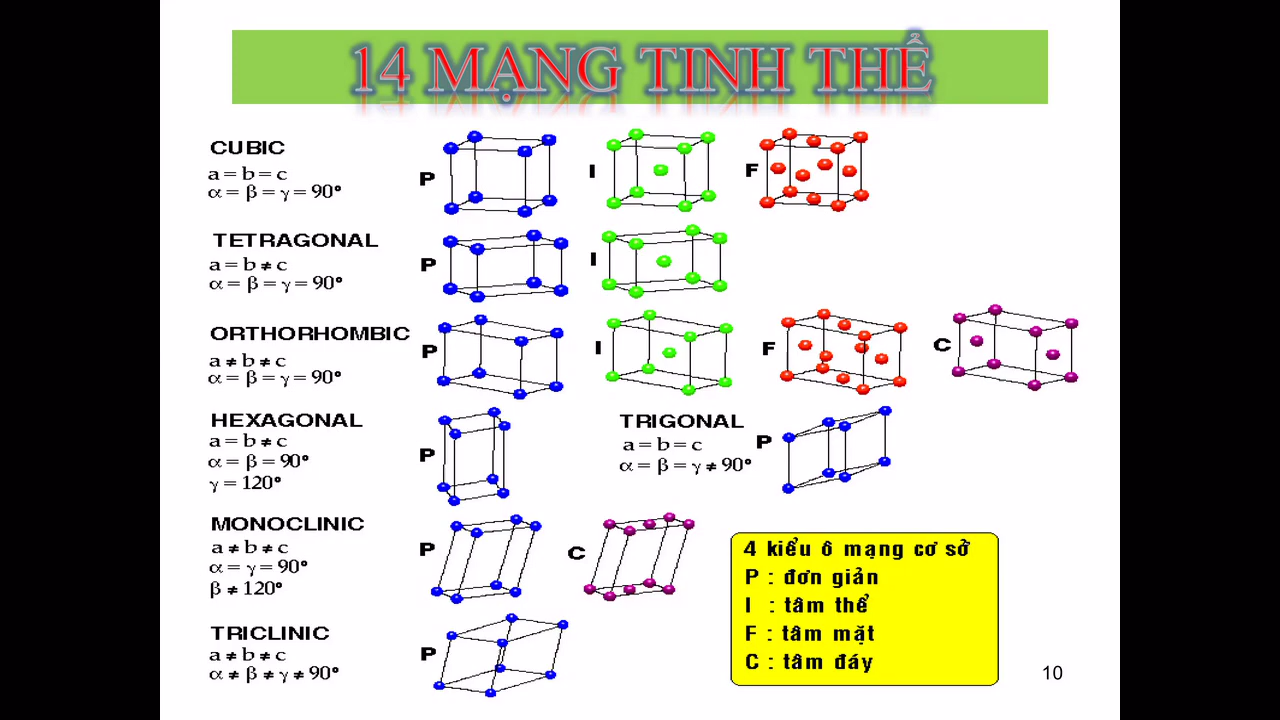 14 MẠNG TINH THỂ
CUBIC
a = b = c
α = β = γ = 90°
P
I
F
TETRAGONAL
a = b ≠ c
α = β = γ = 90°
P
I
ORTHORHOMBIC
a ≠ b ≠ c
α = β = γ = 90°
P
I
F
C
HEXAGONAL
a = b ≠ c
α = β = 90°
γ = 120°
P
TRIGONAL
a = b = c
α = β = γ ≠ 90°
P
MONOCLINIC
a ≠ b ≠ c
α = γ = 90°
β ≠ 120°
P
C
TRICLINIC
a ≠ b ≠ c
α ≠ β ≠ γ ≠ 90°
P
4 kiểu ô mạng cơ sở
P : đơn giản
I : tâm thể
F : tâm mặt
C : tâm đáy
10